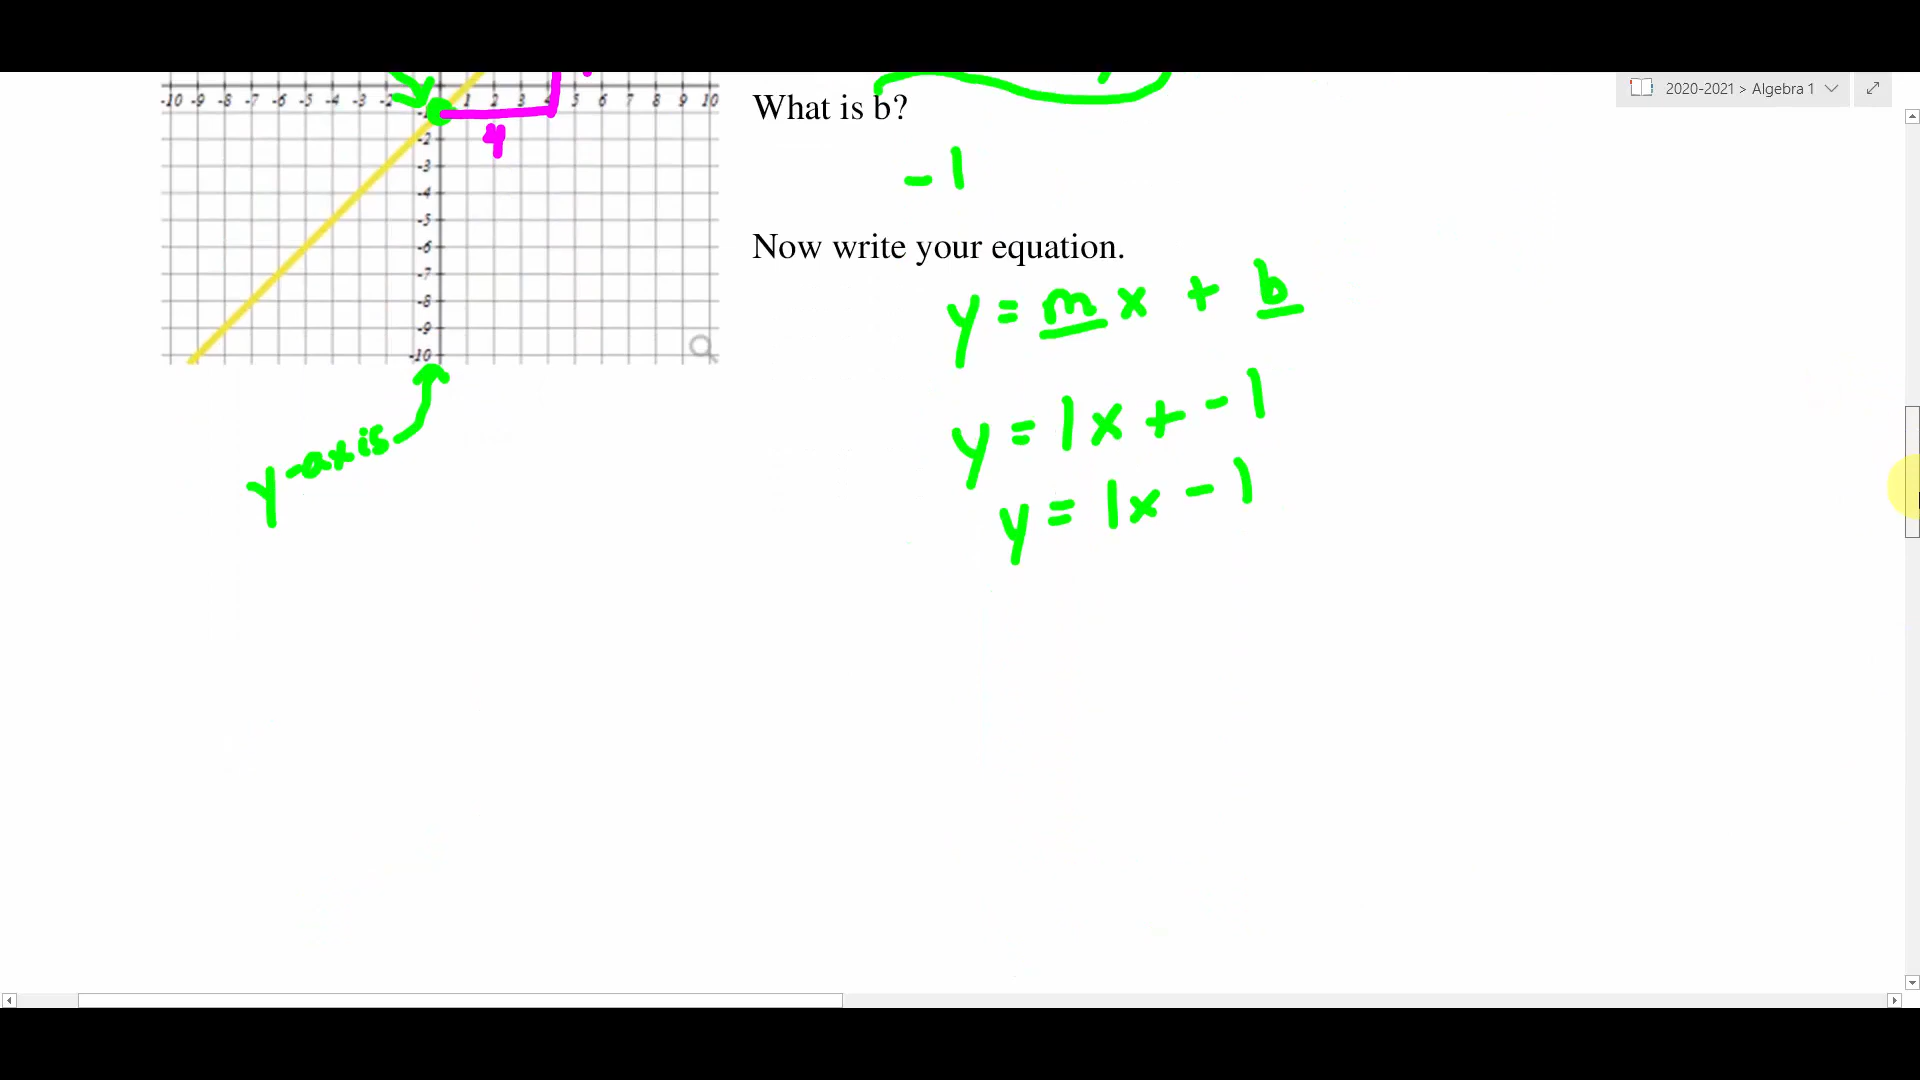 2020-2021 > Algebra 1
-10 -9 -8 -7 -6 -5 -4 -3 -2 1 2 3 4 5 6 7 8 9 10
-1
-2
-3
-4
-5
-6
-7
-8
-9
-10
4
y-axis
What is b?
-1
Now write your equation.
y = mx + b
y = 1x + -1
y = 1x - 1